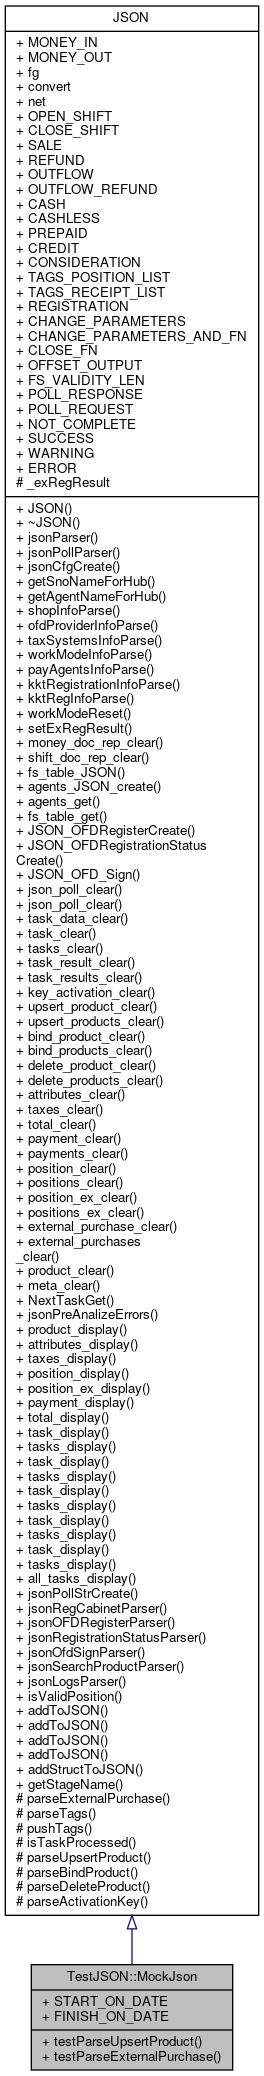 JSON
+ MONEY_IN
+ MONEY_OUT
+ fg
+ convert
+ net
+ OPEN_SHIFT
+ CLOSE_SHIFT
+ SALE
+ REFUND
+ OUTFLOW
+ OUTFLOW_REFUND
+ CASH
+ CASHLESS
+ PREPAID
+ CREDIT
+ CONSIDERATION
+ TAGS_POSITION_LIST
+ TAGS_RECEIPT_LIST
+ REGISTRATION
+ CHANGE_PARAMETERS
+ CHANGE_PARAMETERS_AND_FN
+ CLOSE_FN
+ OFFSET_OUTPUT
+ FS_VALIDITY_LEN
+ POLL_RESPONSE
+ POLL_REQUEST
+ NOT_COMPLETE
+ SUCCESS
+ WARNING
+ ERROR
# _exRegResult
+ JSON()
+ ~JSON()
+ jsonParser()
+ jsonPollParser()
+ jsonCfgCreate()
+ getSnoNameForHub()
+ getAgentNameForHub()
+ shopInfoParse()
+ ofdProviderInfoParse()
+ taxSystemsInfoParse()
+ workModeInfoParse()
+ payAgentsInfoParse()
+ kktRegistrationInfoParse()
+ kktRegInfoParse()
+ workModeReset()
+ setExRegResult()
+ money_doc_rep_clear()
+ shift_doc_rep_clear()
+ fs_table_JSON()
+ agents_JSON_create()
+ agents_get()
+ fs_table_get()
+ JSON_OFDRegisterCreate()
+ JSON_OFDRegistrationStatus
Create()
+ JSON_OFD_Sign()
+ json_poll_clear()
+ json_poll_clear()
+ task_data_clear()
+ task_clear()
+ tasks_clear()
+ task_result_clear()
+ task_results_clear()
+ key_activation_clear()
+ upsert_product_clear()
+ upsert_products_clear()
+ bind_product_clear()
+ bind_products_clear()
+ delete_product_clear()
+ delete_products_clear()
+ attributes_clear()
+ taxes_clear()
+ total_clear()
+ payment_clear()
+ payments_clear()
+ position_clear()
+ positions_clear()
+ position_ex_clear()
+ positions_ex_clear()
+ external_purchase_clear()
+ external_purchases
_clear()
+ product_clear()
+ meta_clear()
+ NextTaskGet()
+ jsonPreAnalizeErrors()
+ product_display()
+ attributes_display()
+ taxes_display()
+ position_display()
+ position_ex_display()
+ payment_display()
+ total_display()
+ task_display()
+ tasks_display()
+ task_display()
+ tasks_display()
+ task_display()
+ tasks_display()
+ task_display()
+ tasks_display()
+ task_display()
+ tasks_display()
+ all_tasks_display()
+ jsonPollStrCreate()
+ jsonRegCabinetParser()
+ jsonOFDRegisterParser()
+ jsonRegistrationStatusParser()
+ jsonOfdSignParser()
+ jsonSearchProductParser()
+ jsonLogsParser()
+ isValidPosition()
+ addToJSON()
+ addToJSON()
+ addToJSON()
+ addToJSON()
+ addStructToJSON()
+ getStageName()
# parseExternalPurchase()
# parseTags()
# pushTags()
# isTaskProcessed()
# parseUpsertProduct()
# parseBindProduct()
# parseDeleteProduct()
# parseActivationKey()
TestJSON::MockJson
+ START_ON_DATE
+ FINISH_ON_DATE
+ testParseUpsertProduct()
+ testParseExternalPurchase()